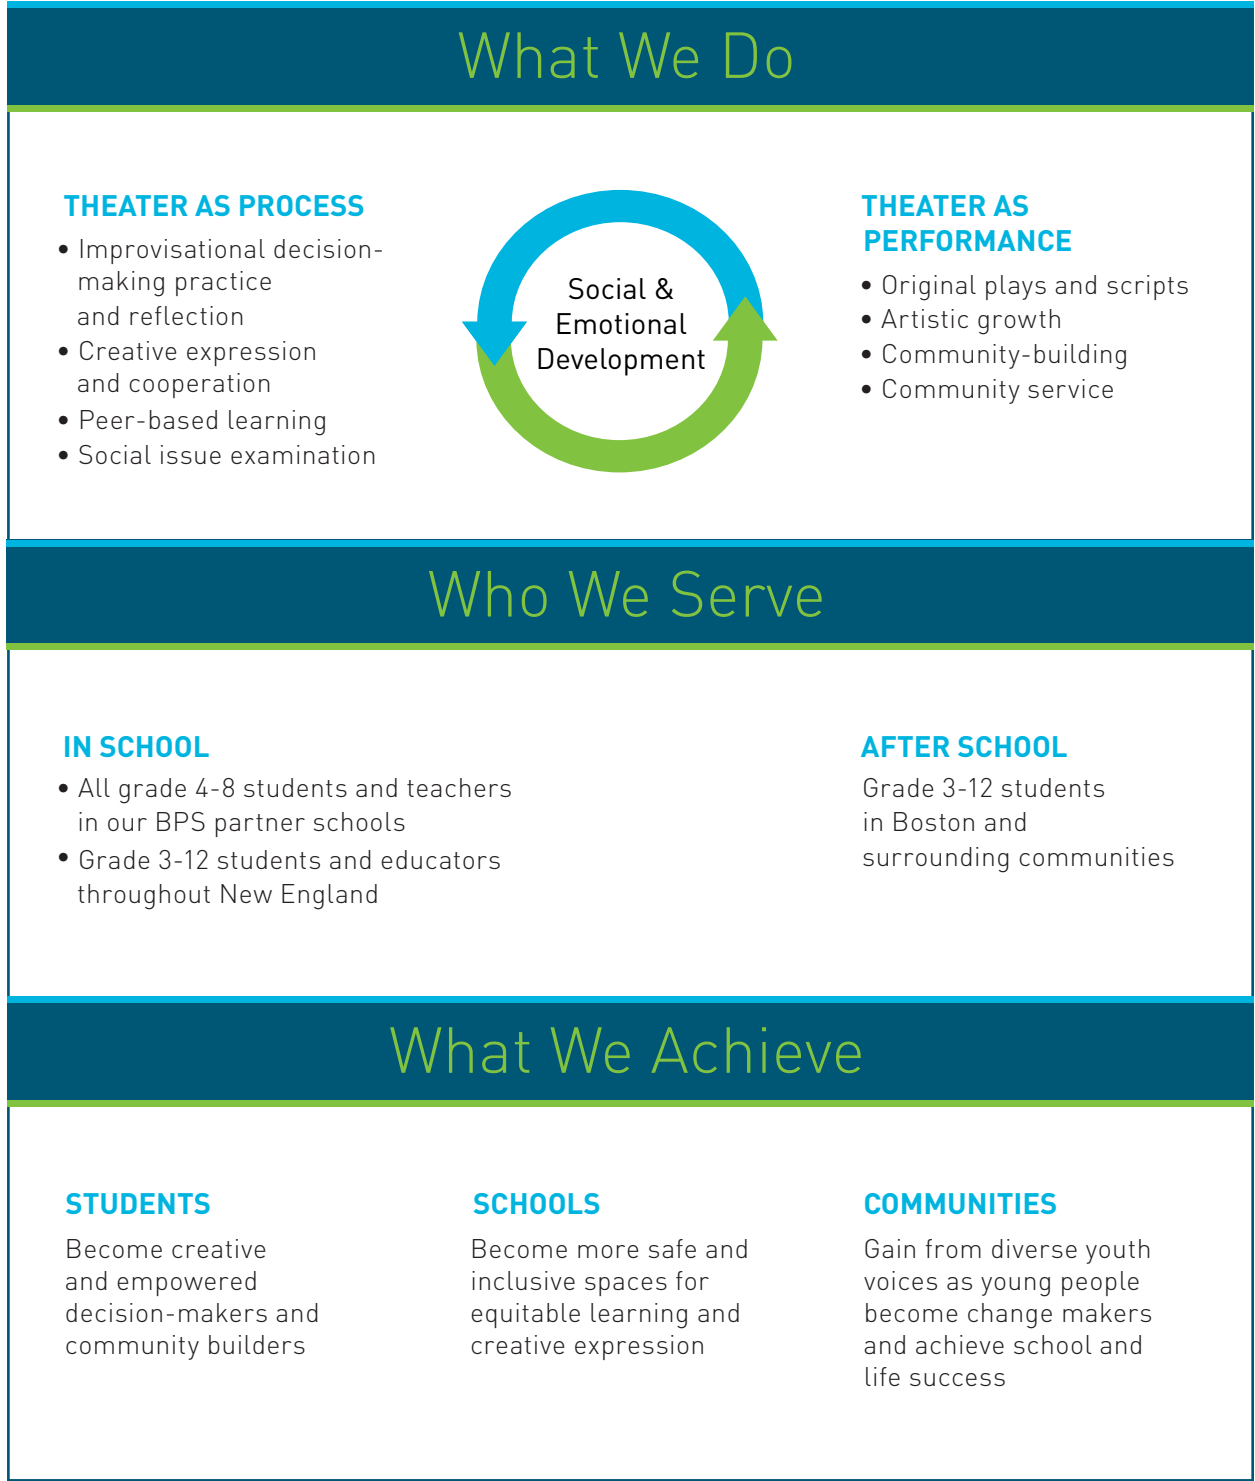 What We Do
THEATER AS PROCESS
• Improvisational decision-
making practice
and reflection
• Creative expression
and cooperation
• Peer-based learning
• Social issue examination
Social &
Emotional
Development
THEATER AS
PERFORMANCE
• Original plays and scripts
• Artistic growth
• Community-building
• Community service
Who We Serve
IN SCHOOL
• All grade 4-8 students and teachers
in our BPS partner schools
• Grade 3-12 students and educators
throughout New England
AFTER SCHOOL
Grade 3-12 students
in Boston and
surrounding communities
What We Achieve
STUDENTS
Become creative
and empowered
decision-makers and
community builders
SCHOOLS
Become more safe and
inclusive spaces for
equitable learning and
creative expression
COMMUNITIES
Gain from diverse youth
voices as young people
become change makers
and achieve school and
life success